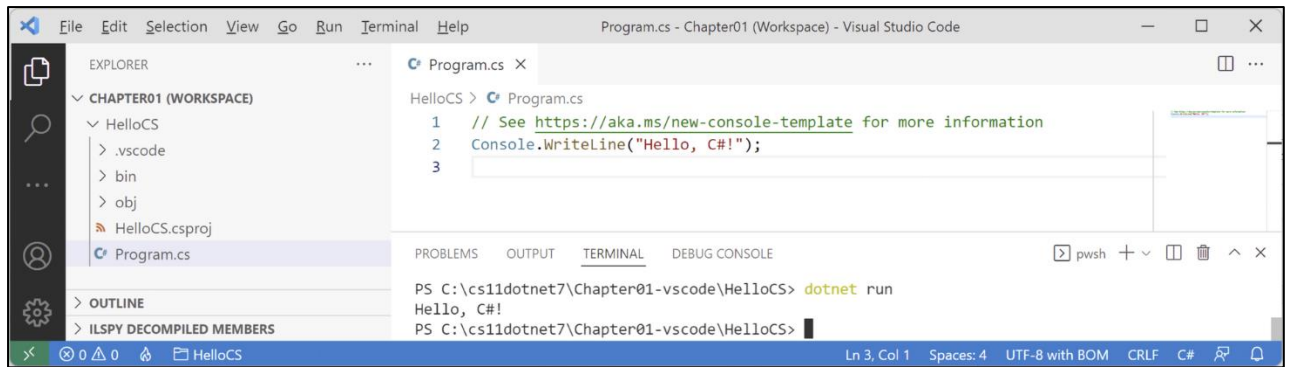 File Edit Selection View Go Run Terminal Help Program.cs - Chapter01 (Workspace) - Visual Studio Code
EXPLORER ...
CHAPTER01 (WORKSPACE)
HelloCS
.vscode
bin
obj
HelloCS.csproj
Program.cs
OUTLINE
ILSPY DECOMPILED MEMBERS
C# Program.cs
HelloCS > C# Program.cs
1 // See https://aka.ms/new-console-template for more information
2 Console.WriteLine("Hello, C#!");
3
PROBLEMS OUTPUT TERMINAL DEBUG CONSOLE pwsh
PS C:\cs11dotnet7\Chapter01-vscode\HelloCS> dotnet run
Hello, C#!
PS C:\cs11dotnet7\Chapter01-vscode\HelloCS>
0 0 HelloCS Ln 3, Col 1 Spaces: 4 UTF-8 with BOM CRLF C#